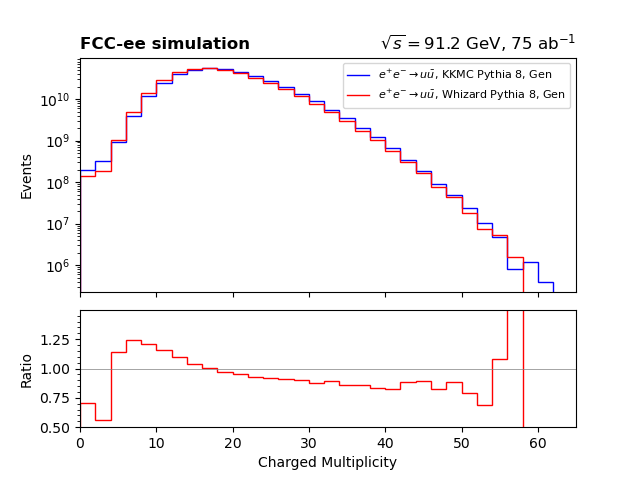 FCC-ee simulation √s = 91.2 GeV, 75 ab⁻¹
e⁺e⁻ → uū, KKMC Pythia 8, Gen
e⁺e⁻ → uū, Whizard Pythia 8, Gen
Events
10¹⁰
10⁹
10⁸
10⁷
10⁶
Ratio
1.25
1.00
0.75
0.50
0 10 20 30 40 50 60
Charged Multiplicity